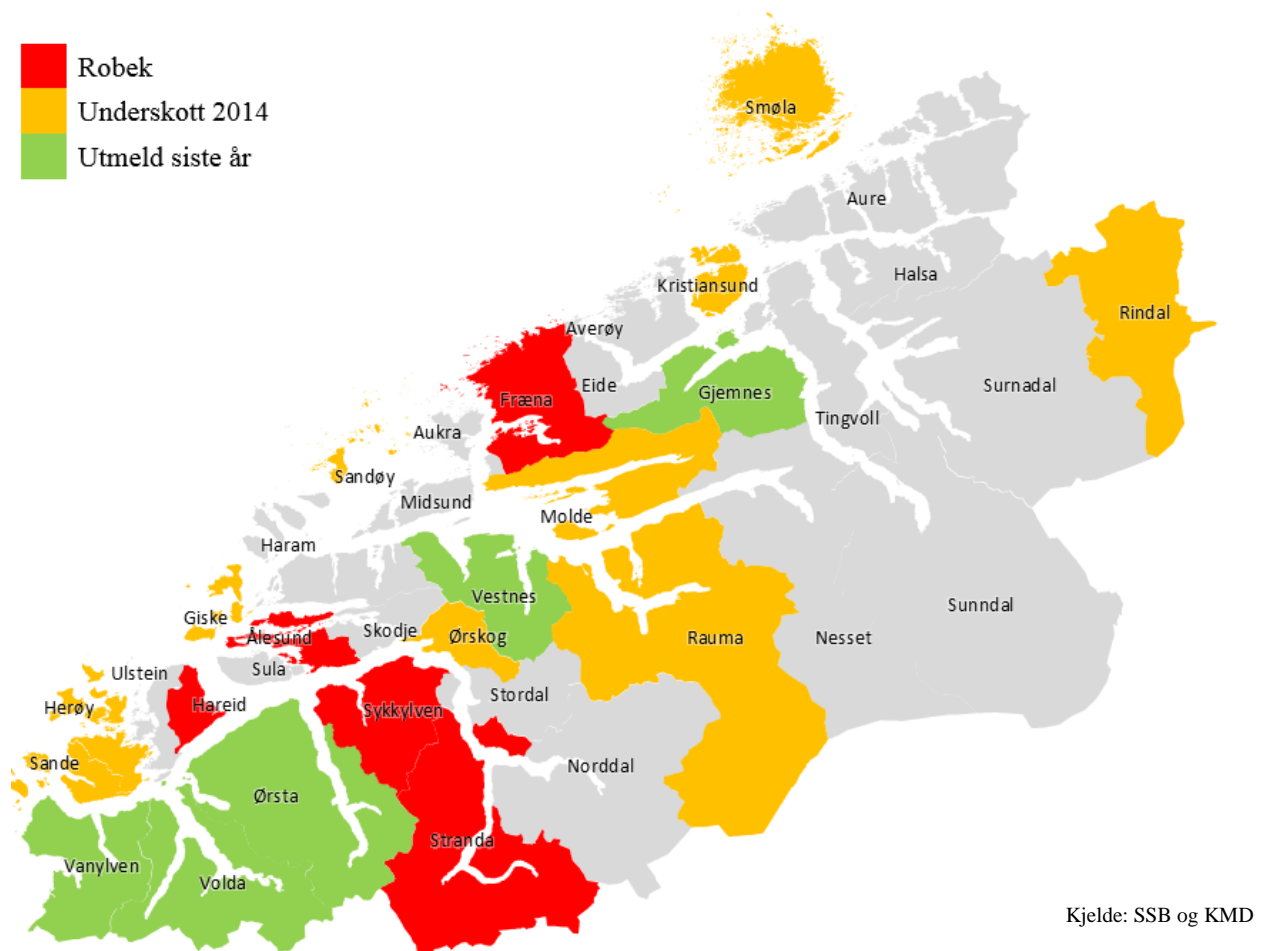 Robek
Underskott 2014
Utmeld siste år
Smøla
Aure
Halsa
Kristiansund
Rindal
Averøy
Eide
Surnadal
Gjemnes
Fræna
Tingvoll
Aukra
Sandøy
Midsund
Molde
Haram
Vestnes
Sunndal
Giske
Skodje
Ørskog
Rauma
Nesset
Ålesund
Sula
Ulstein
Stordal
Hareid
Herøy
Sykkylven
Sande
Norddal
Ørsta
Stranda
Vanylven
Volda
Kjelde: SSB og KMD